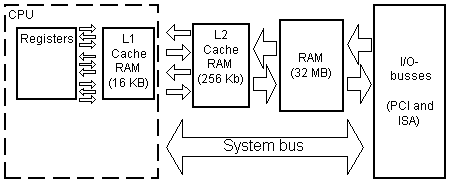 CPU
Registers
L1
Cache
RAM
(16 KB)
L2
Cache
RAM
(256 Kb)
RAM
(32 MB)
I/O-
busses
(PCI and
ISA)
System bus